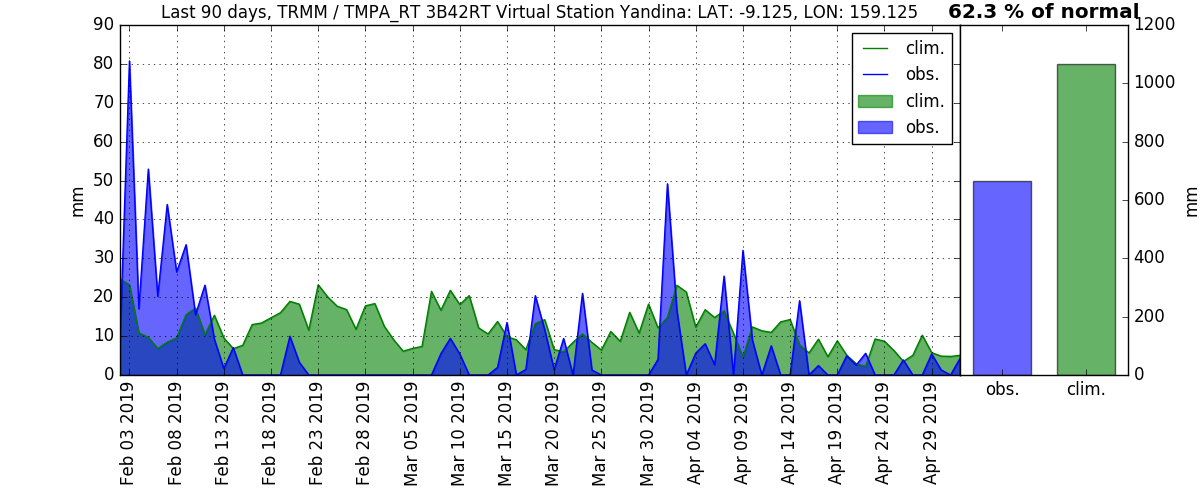 Last 90 days, TRMM / TMPA_RT 3B42RT Virtual Station Yandina: LAT: -9.125, LON: 159.125
62.3 % of normal
90
80
70
60
50
40
30
20
10
0
mm
clim.
obs.
clim.
obs.
1200
1000
800
600
400
200
0
mm
obs.
clim.
Feb 03 2019
Feb 08 2019
Feb 13 2019
Feb 18 2019
Feb 23 2019
Feb 28 2019
Mar 05 2019
Mar 10 2019
Mar 15 2019
Mar 20 2019
Mar 25 2019
Mar 30 2019
Apr 04 2019
Apr 09 2019
Apr 14 2019
Apr 19 2019
Apr 24 2019
Apr 29 2019